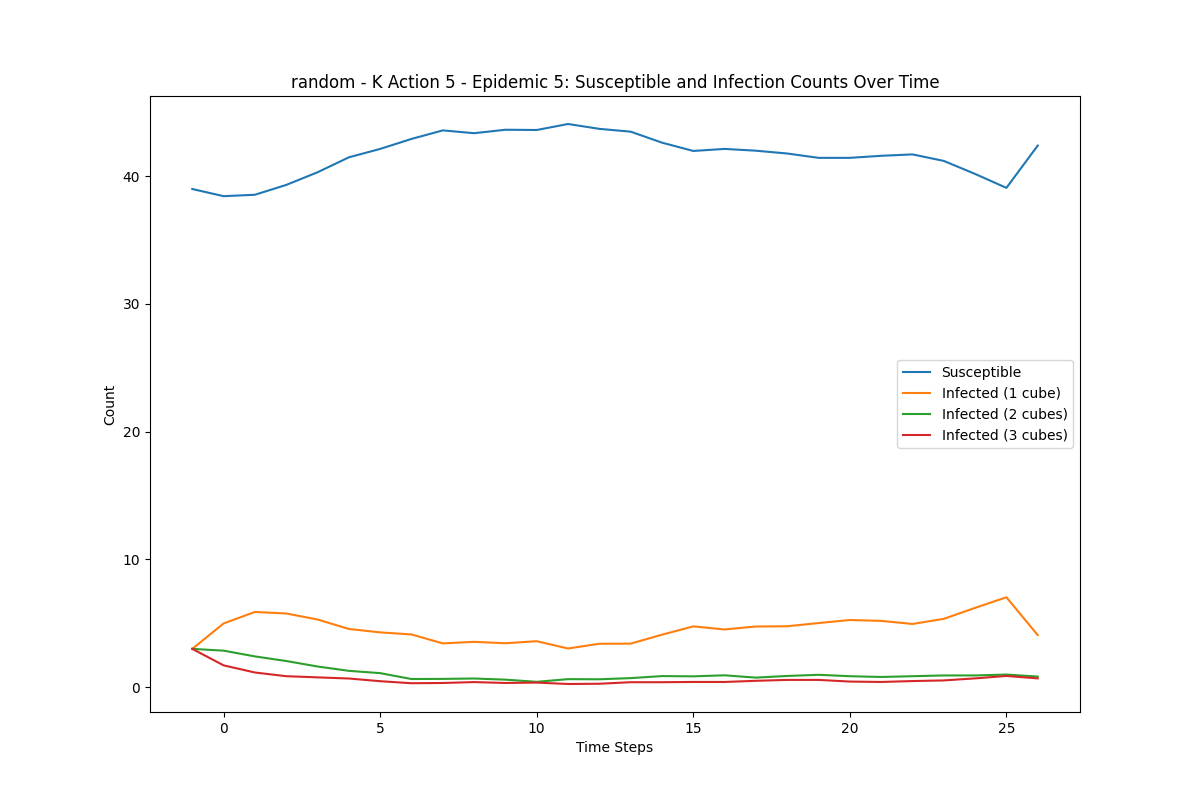 random - K Action 5 - Epidemic 5: Susceptible and Infection Counts Over Time
Count
40
30
20
10
0
Susceptible
Infected (1 cube)
Infected (2 cubes)
Infected (3 cubes)
0 5 10 15 20 25
Time Steps